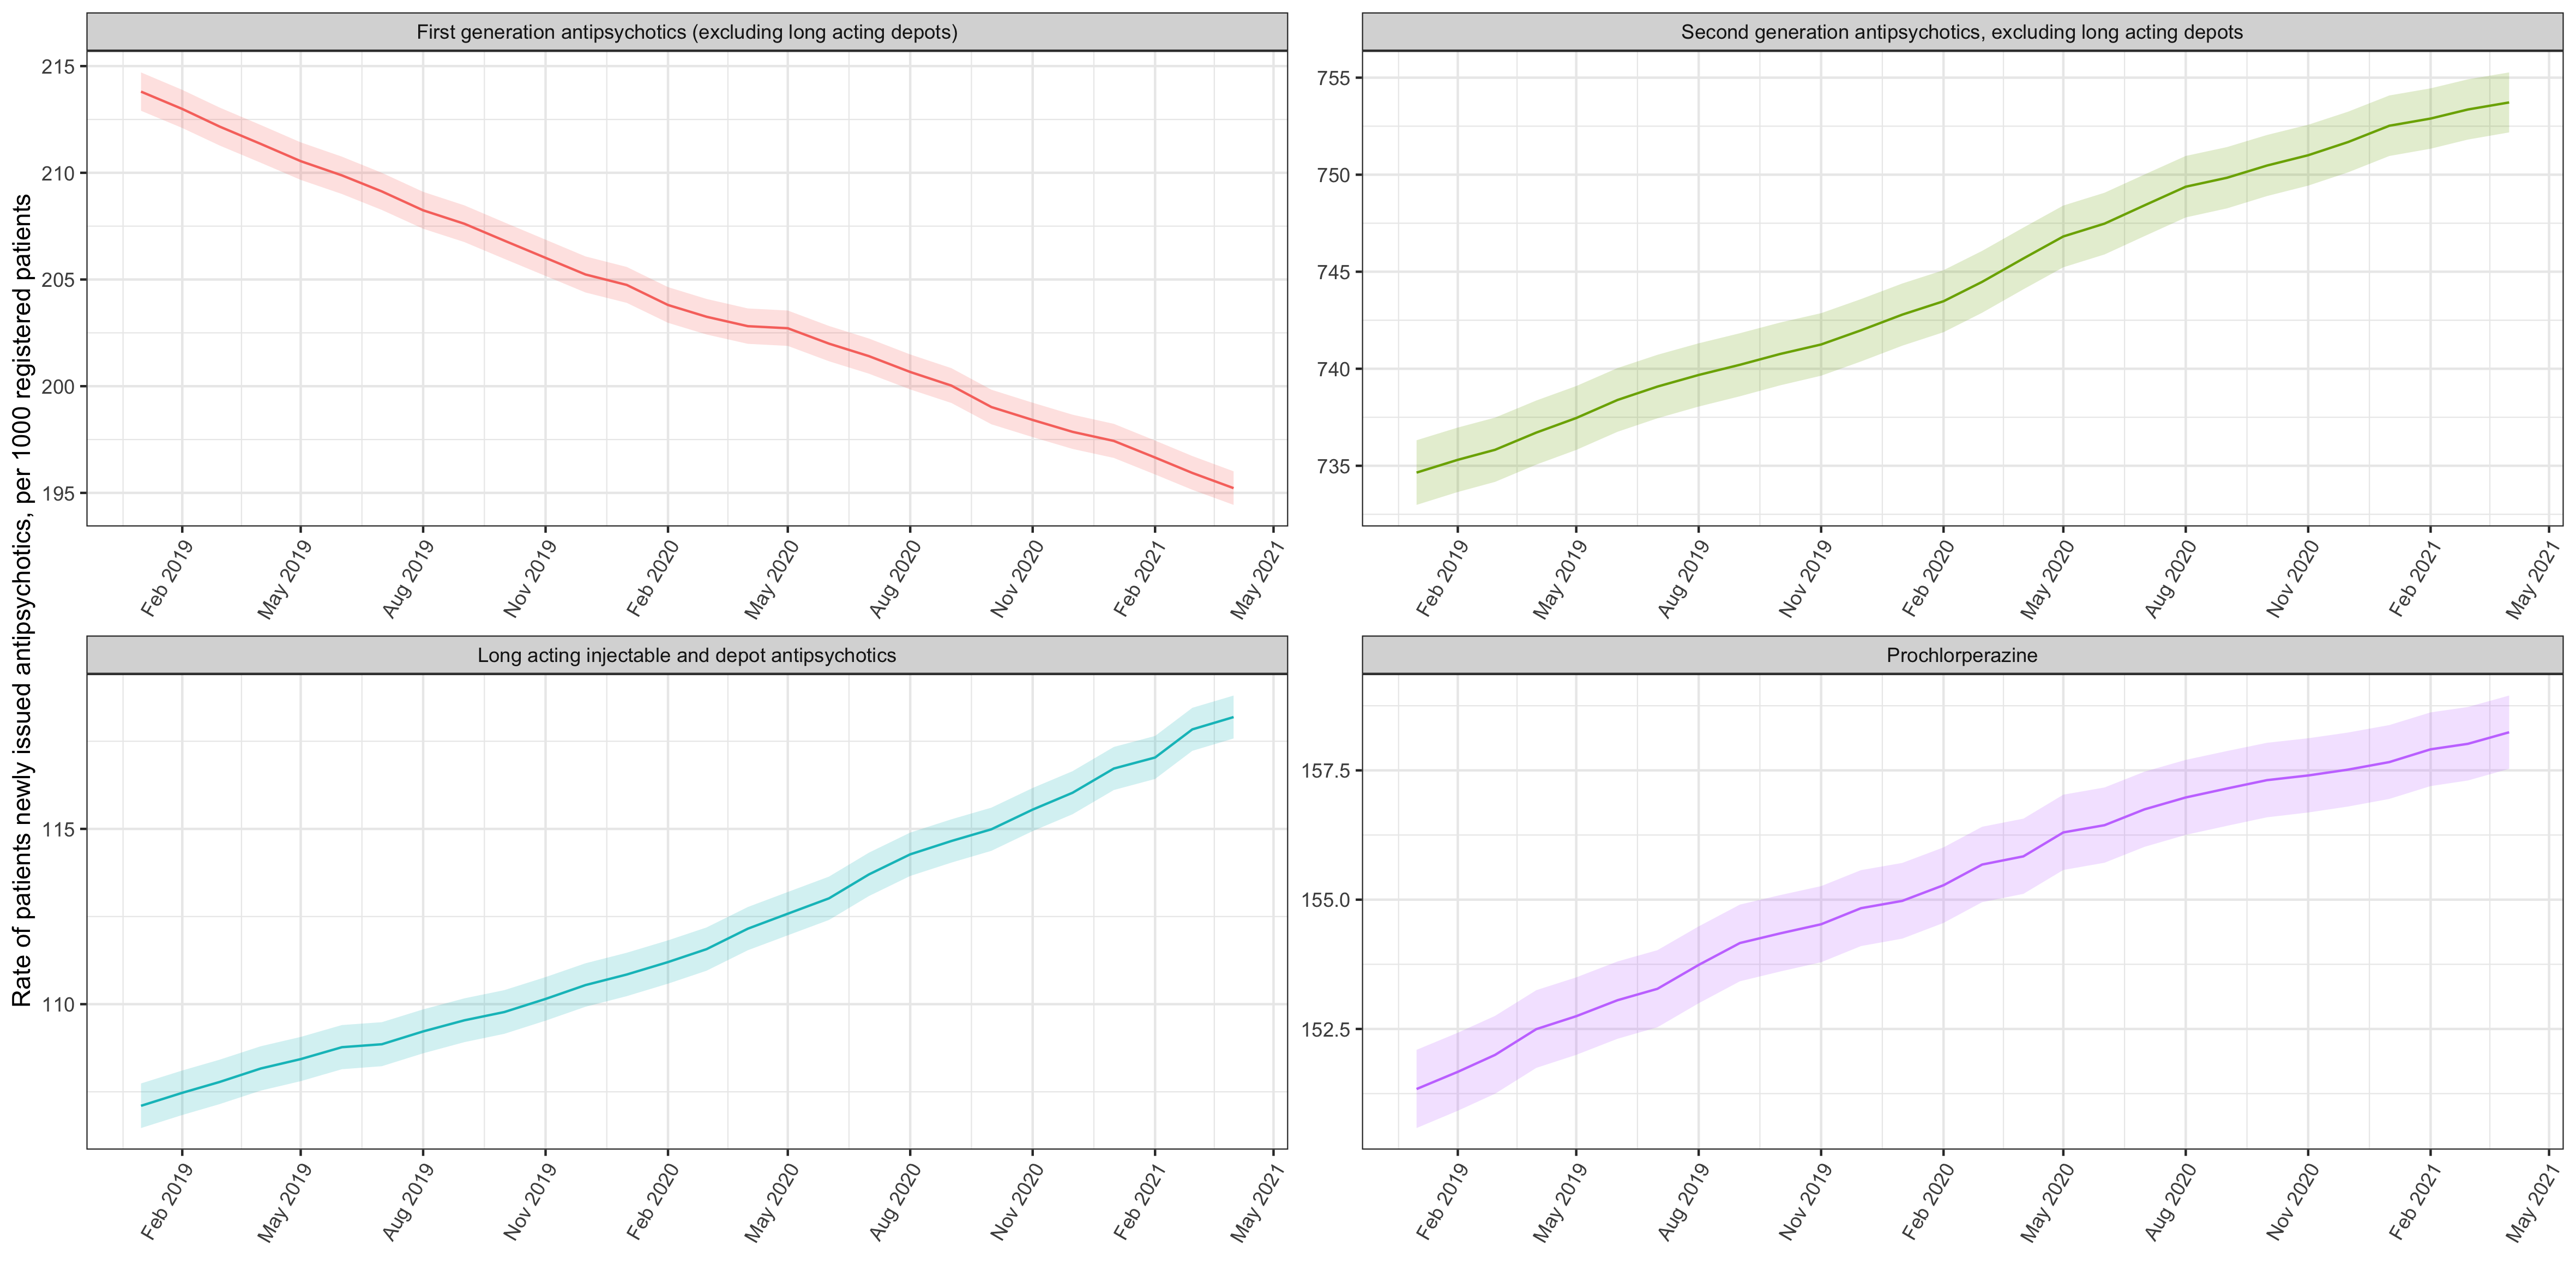 Rate of patients newly issued antipsychotics, per 1000 registered patients
First generation antipsychotics (excluding long acting depots)
215
210
205
200
195
Feb 2019
May 2019
Aug 2019
Nov 2019
Feb 2020
May 2020
Aug 2020
Nov 2020
Feb 2021
May 2021
Second generation antipsychotics, excluding long acting depots
755
750
745
740
735
Feb 2019
May 2019
Aug 2019
Nov 2019
Feb 2020
May 2020
Aug 2020
Nov 2020
Feb 2021
May 2021
Long acting injectable and depot antipsychotics
115
110
Feb 2019
May 2019
Aug 2019
Nov 2019
Feb 2020
May 2020
Aug 2020
Nov 2020
Feb 2021
May 2021
Prochlorperazine
157.5
155.0
152.5
Feb 2019
May 2019
Aug 2019
Nov 2019
Feb 2020
May 2020
Aug 2020
Nov 2020
Feb 2021
May 2021